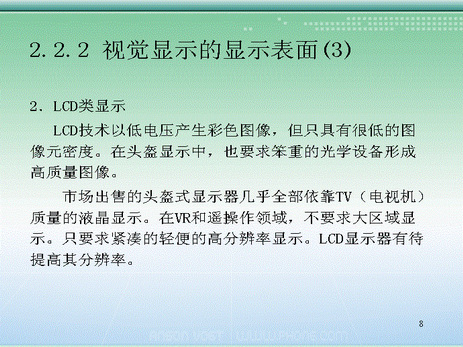 2.2.2 视觉显示的显示表面(3)
2. LCD类显示
LCD技术以低电压产生彩色图像，但只具有很低的图
像元密度。在头盔显示中，也要求笨重的光学设备形成
高质量图像。
市场出售的头盔式显示器几乎全部依靠TV（电视机）
质量的液晶显示。在VR和遥操作领域，不要求大区域显
示。只要求紧凑的轻便的高分辨率显示。LCD显示器有待
提高其分辨率。
8